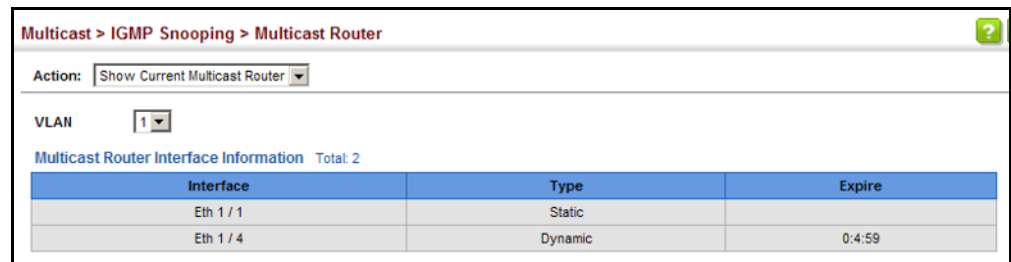 Multicast > IGMP Snooping > Multicast Router
?
Action: Show Current Multicast Router
VLAN 1
Multicast Router Interface Information Total: 2
Interface Type Expire
Eth 1 / 1 Static
Eth 1 / 4 Dynamic 0:4:59